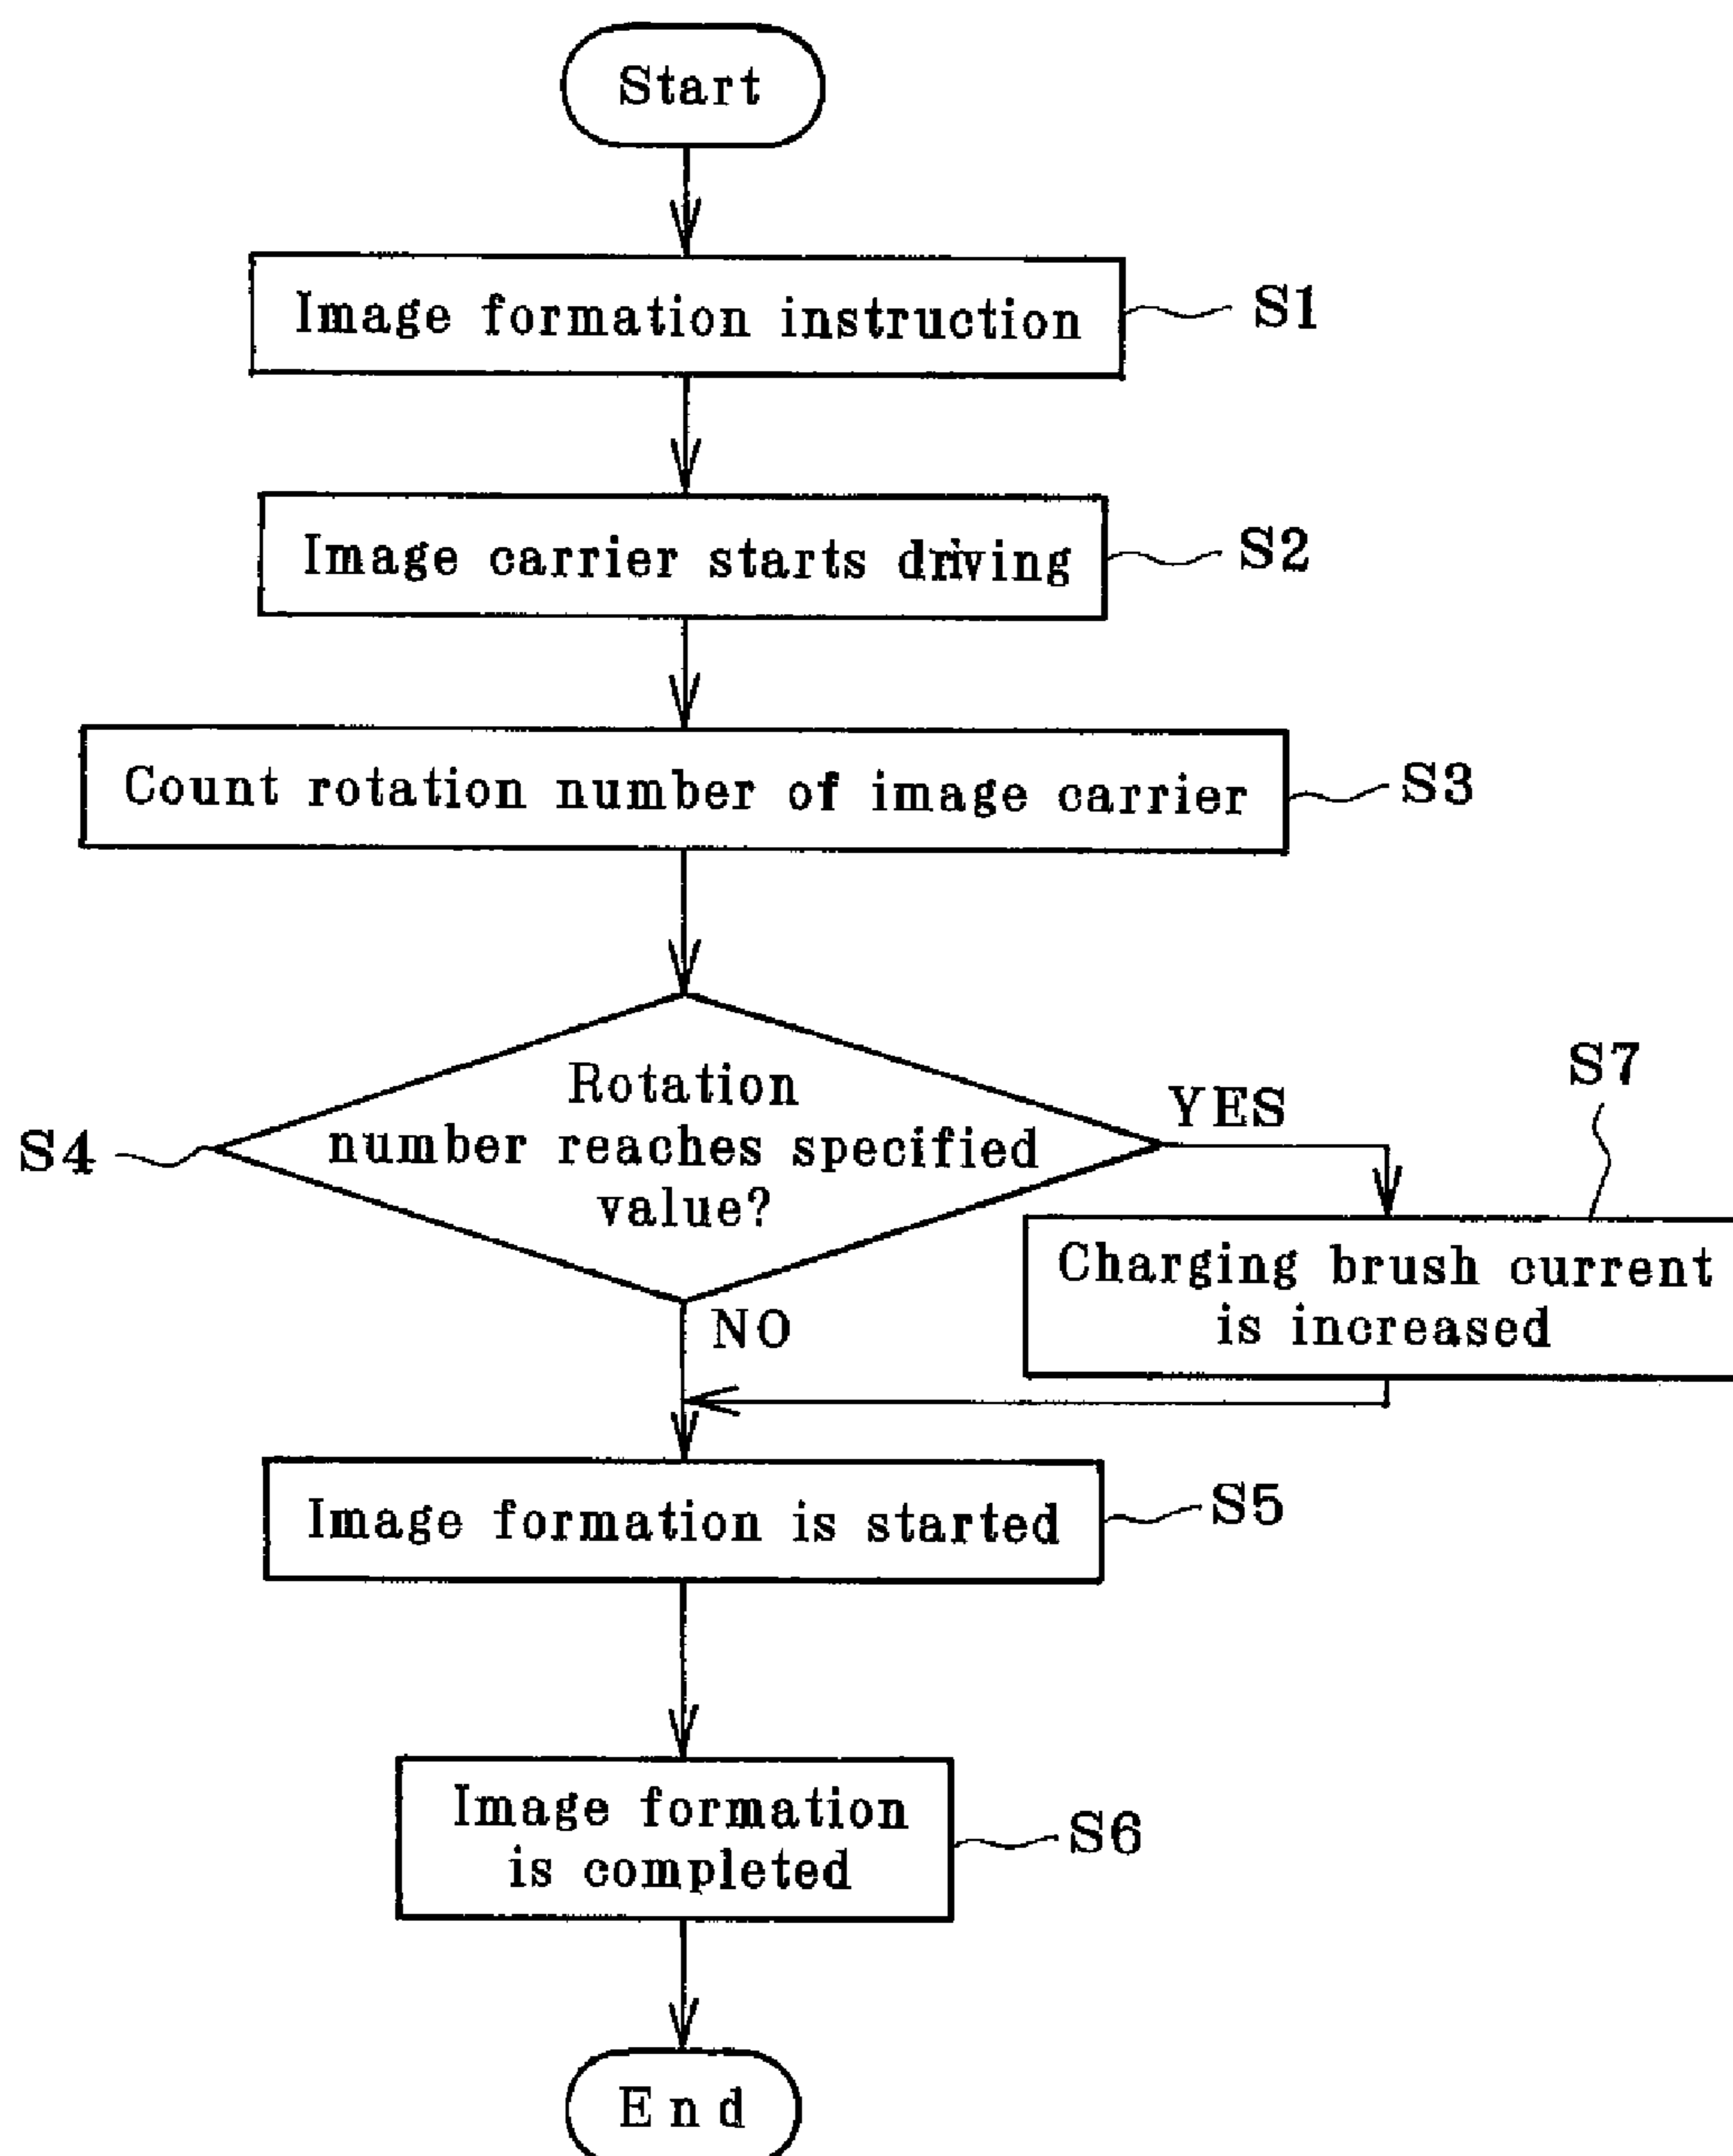 Start
Image formation instruction
S1
Image carrier starts driving
S2
Count rotation number of image carrier
S3
Rotation
number reaches specified
value?
S4
YES
S7
Charging brush current
is increased
NO
Image formation is started
S5
Image formation
is completed
S6
End